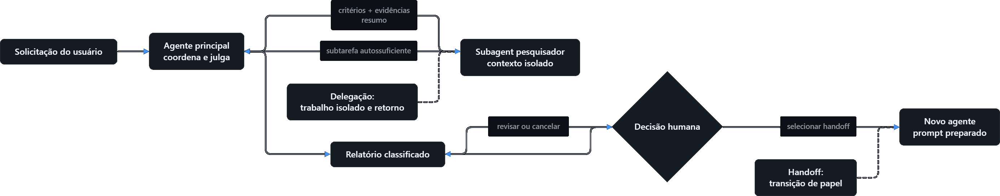 critérios + evidências
resumo
Solicitação do usuário
Agente principal
coordena e julga
subtarefa autossuficiente
Subagent pesquisador
contexto isolado
Delegação:
trabalho isolado e retorno
revisar ou cancelar
Decisão humana
selecionar handoff
Novo agente
prompt preparado
Relatório classificado
Handoff:
transição de papel